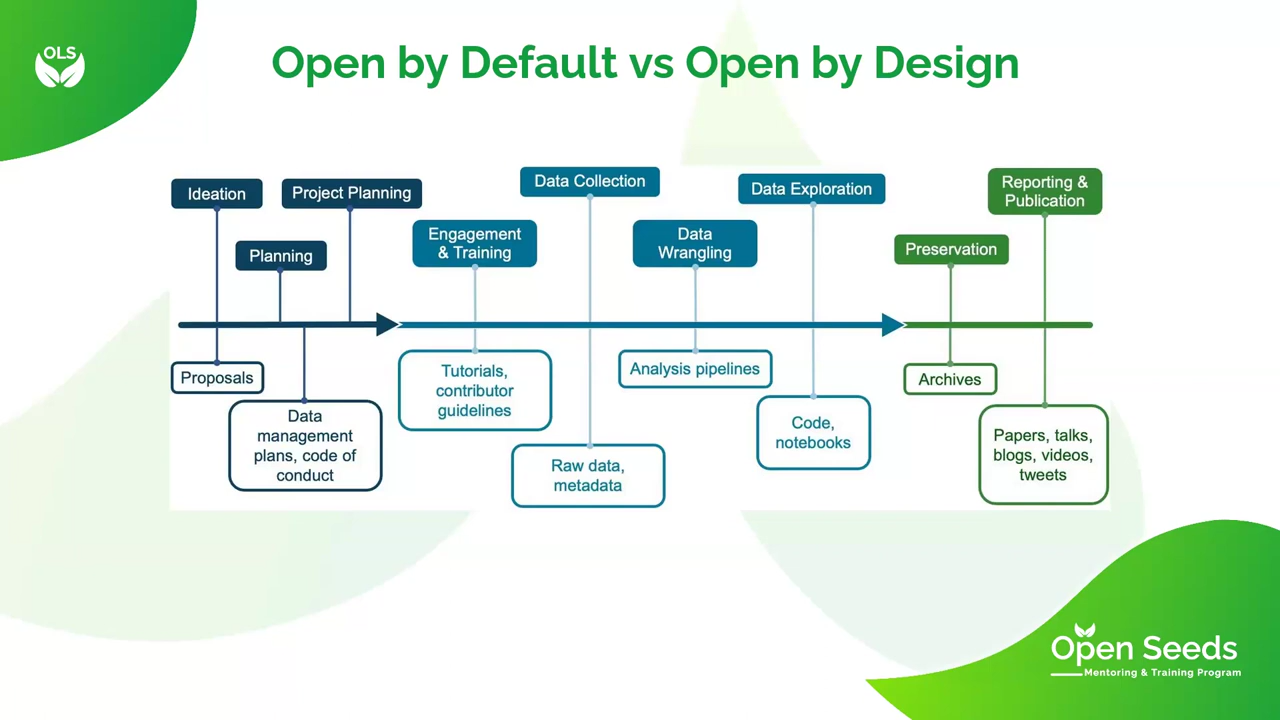 OLS
Open by Default vs Open by Design
Ideation
Project Planning
Planning
Engagement
& Training
Data Collection
Data
Wrangling
Data Exploration
Preservation
Reporting &
Publication
Proposals
Data
management
plans, code of
conduct
Tutorials,
contributor
guidelines
Raw data,
metadata
Analysis pipelines
Code,
notebooks
Archives
Papers, talks,
blogs, videos,
tweets
Open Seeds
Mentoring & Training Program